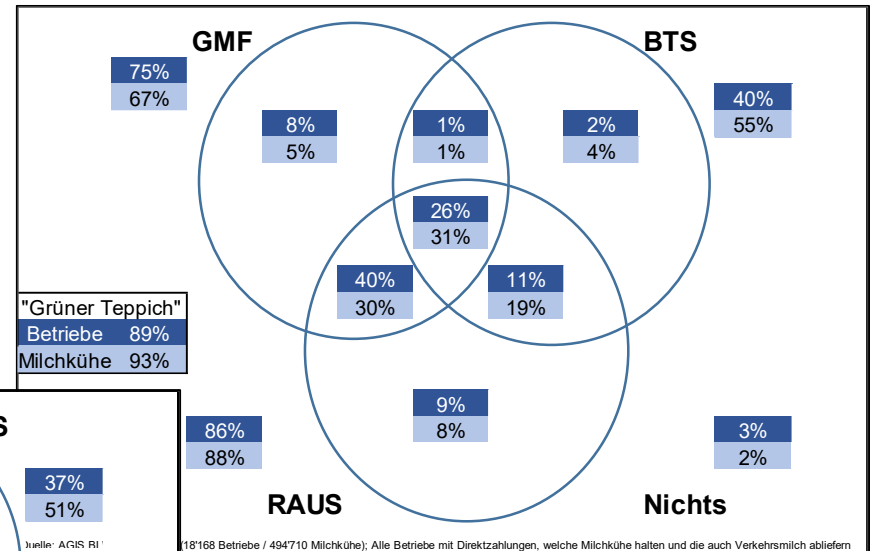 GMF
BTS
75%
67%
40%
55%
8%
5%
1%
1%
2%
4%
26%
31%
40%
30%
11%
19%
"Grüner Teppich"
Betriebe 89%
Milchkühe 93%
9%
8%
86%
88%
3%
2%
RAUS
Nichts
S
37%
51%
AGIS (18'168 Betriebe / 494'710 Milchkühe); Alle Betriebe mit Direktzahlungen, welche Milchkühe halten und die auch Verkehrsmilch abliefern